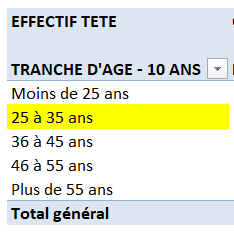 EFFECTIF TETE
TRANCHE D'AGE - 10 ANS
Moins de 25 ans
25 à 35 ans
36 à 45 ans
46 à 55 ans
Plus de 55 ans
Total général